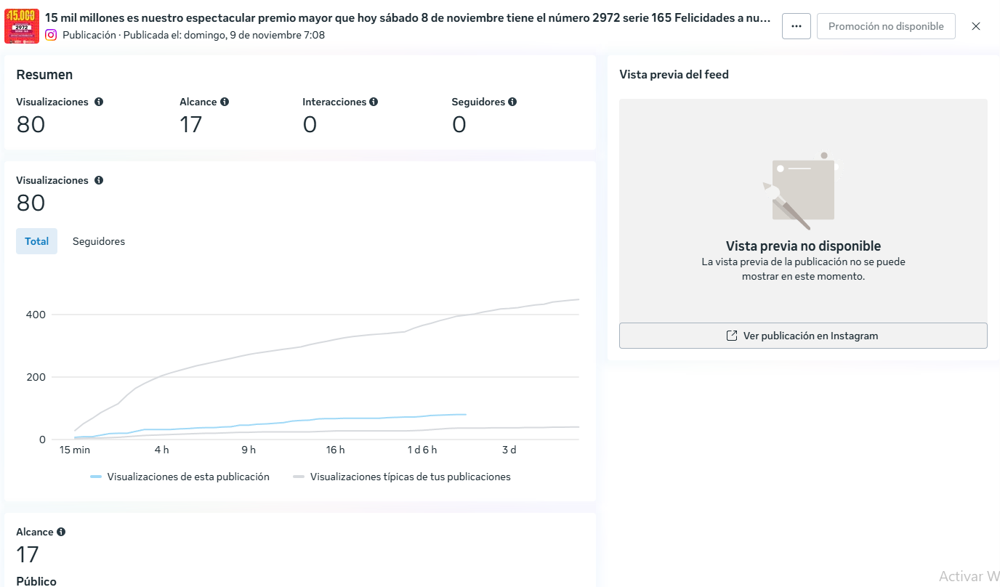 $15.000
2972
15 mil millones es nuestro espectacular premio mayor que hoy sábado 8 de noviembre tiene el número 2972 serie 165 Felicidades a nu...
Publicación · Publicada el: domingo, 9 de noviembre 7:08
Promoción no disponible
Resumen
Visualizaciones
80
Alcance
17
Interacciones
0
Seguidores
0
Visualizaciones
80
Total
Seguidores
400
200
0
15 min
4 h
9 h
16 h
1 d 6 h
3 d
Visualizaciones de esta publicación
Visualizaciones típicas de tus publicaciones
Alcance
17
Público
Vista previa del feed
Vista previa no disponible
La vista previa de la publicación no se puede
mostrar en este momento.
Ver publicación en Instagram
Activar W